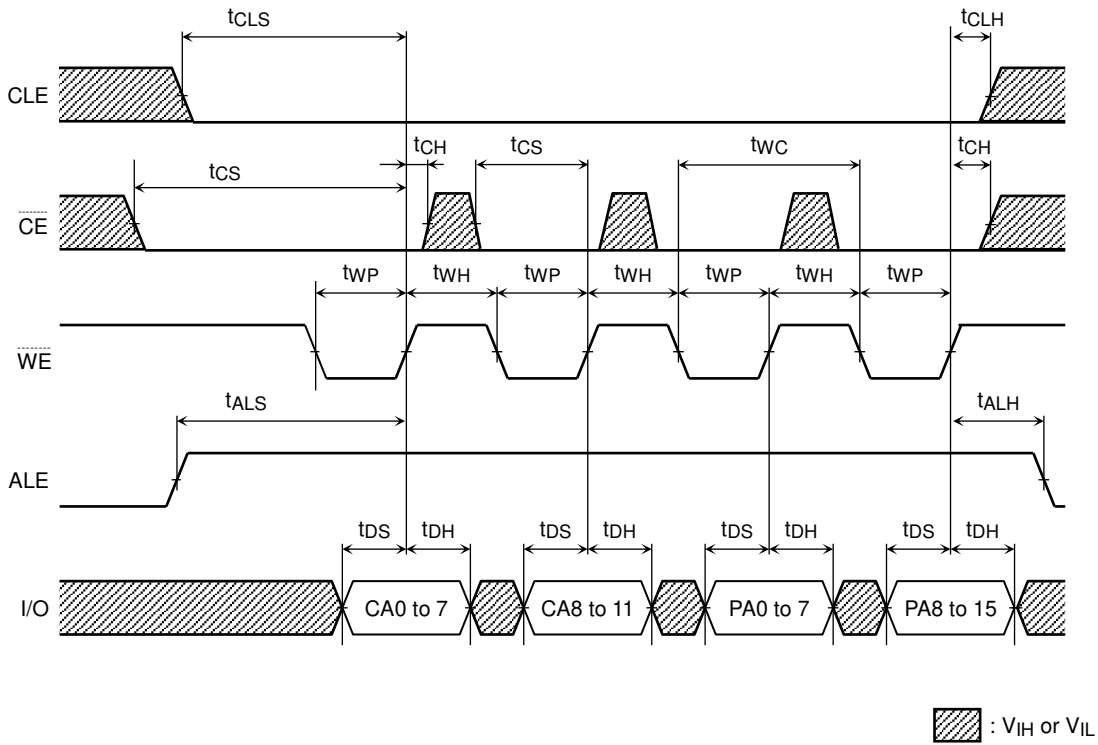 tCLS
tCLH
CLE
tCH
tCS
tWC
tCH
tCS
CE
tWP
tWH
tWP
tWH
tWP
tWH
tWP
WE
tALS
tALH
ALE
tDS
tDH
tDS
tDH
tDS
tDH
tDS
tDH
I/O
CA0 to 7
CA8 to 11
PA0 to 7
PA8 to 15
: VIH or VIL